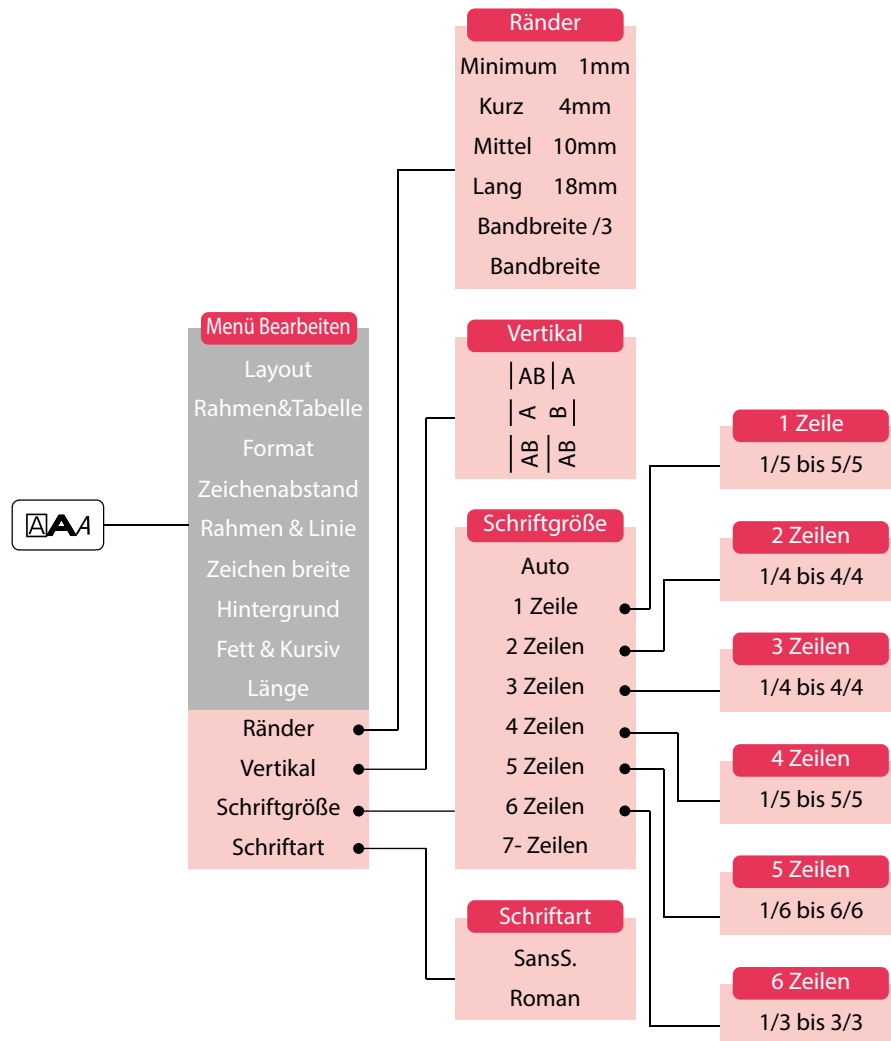 Ränder
Minimum 1mm
Kurz 4mm
Mittel 10mm
Lang 18mm
Bandbreite /3
Bandbreite
Menü Bearbeiten
Layout
Rahmen&Tabelle
Format
Zeichenabstand
Rahmen & Linie
Zeichen breite
Hintergrund
Fett & Kursiv
Länge
Ränder
Vertikal
Schriftgröße
Schriftart
AAA
Vertikal
|AB|A
|A B|
|AB|AB
Schriftgröße
Auto
1 Zeile
2 Zeilen
3 Zeilen
4 Zeilen
5 Zeilen
6 Zeilen
7- Zeilen
Schriftart
SansS.
Roman
1 Zeile
1/5 bis 5/5
2 Zeilen
1/4 bis 4/4
3 Zeilen
1/4 bis 4/4
4 Zeilen
1/5 bis 5/5
5 Zeilen
1/6 bis 6/6
6 Zeilen
1/3 bis 3/3